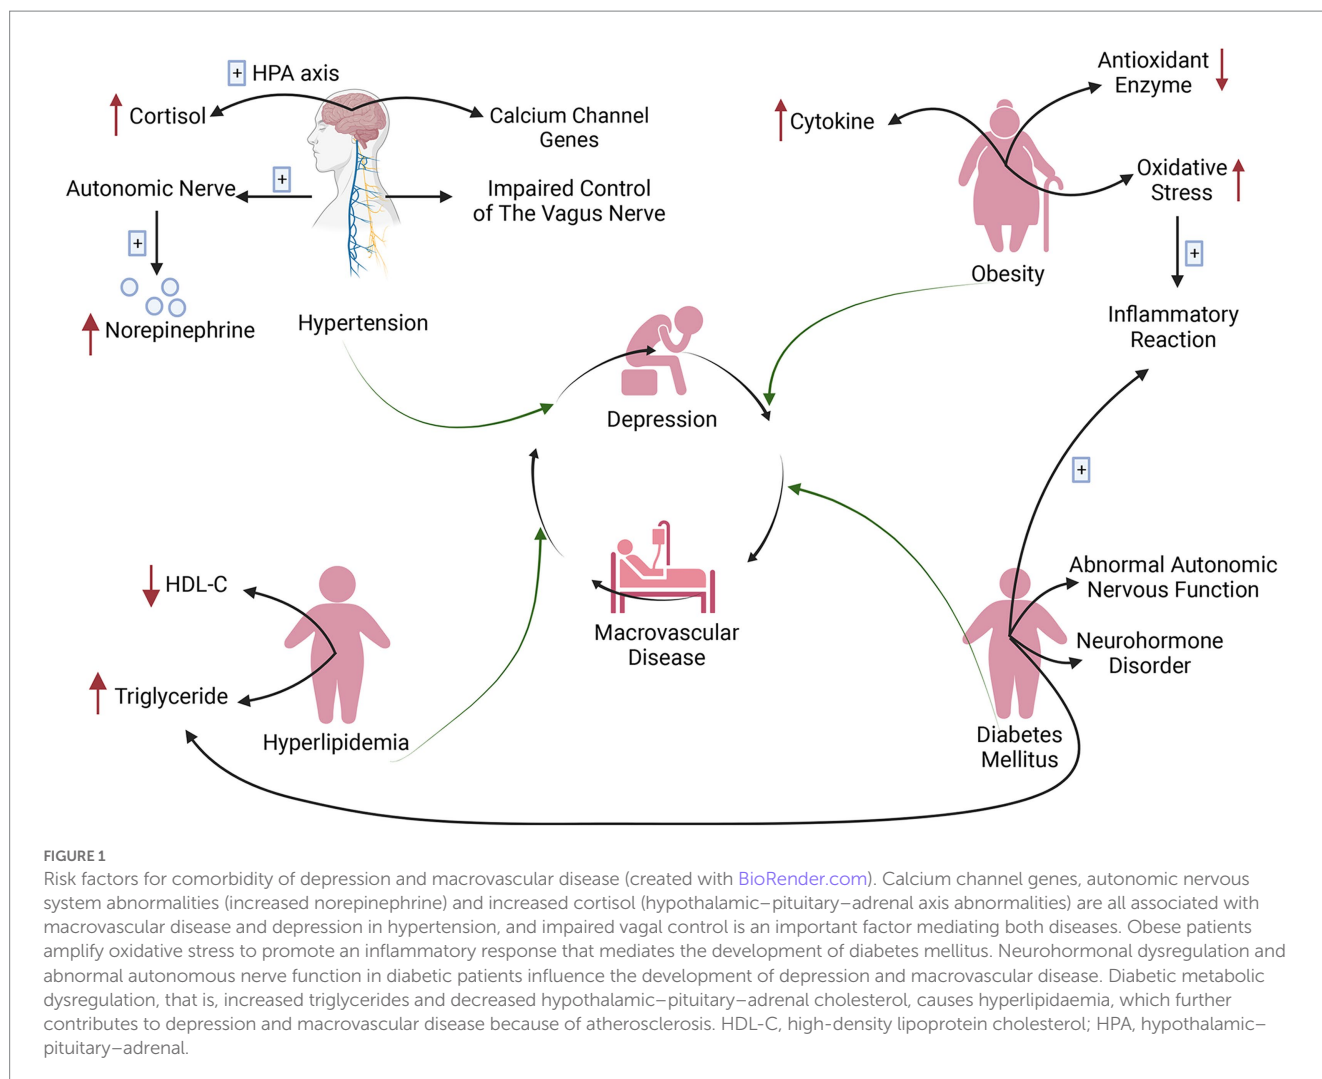 + HPA axis
Cortisol
Calcium Channel
Genes
Autonomic Nerve
+
Impaired Control
of The Vagus Nerve
+
Norepinephrine
Hypertension
Antioxidant
Enzyme
Cytokine
Oxidative
Stress
+
Obesity
Inflammatory
Reaction
Depression
+
Macrovascular
Disease
HDL-C
Triglyceride
Hyperlipidemia
Abnormal Autonomic
Nervous Function
Neurohormone
Disorder
Diabetes
Mellitus
FIGURE 1
Risk factors for comorbidity of depression and macrovascular disease (created with BioRender.com). Calcium channel genes, autonomic nervous
system abnormalities (increased norepinephrine) and increased cortisol (hypothalamic–pituitary–adrenal axis abnormalities) are all associated with
macrovascular disease and depression in hypertension, and impaired vagal control is an important factor mediating both diseases. Obese patients
amplify oxidative stress to promote an inflammatory response that mediates the development of diabetes mellitus. Neurohormonal dysregulation and
abnormal autonomous nerve function in diabetic patients influence the development of depression and macrovascular disease. Diabetic metabolic
dysregulation, that is, increased triglycerides and decreased hypothalamic–pituitary–adrenal cholesterol, causes hyperlipidaemia, which further
contributes to depression and macrovascular disease because of atherosclerosis. HDL-C, high-density lipoprotein cholesterol; HPA, hypothalamic–
pituitary–adrenal.